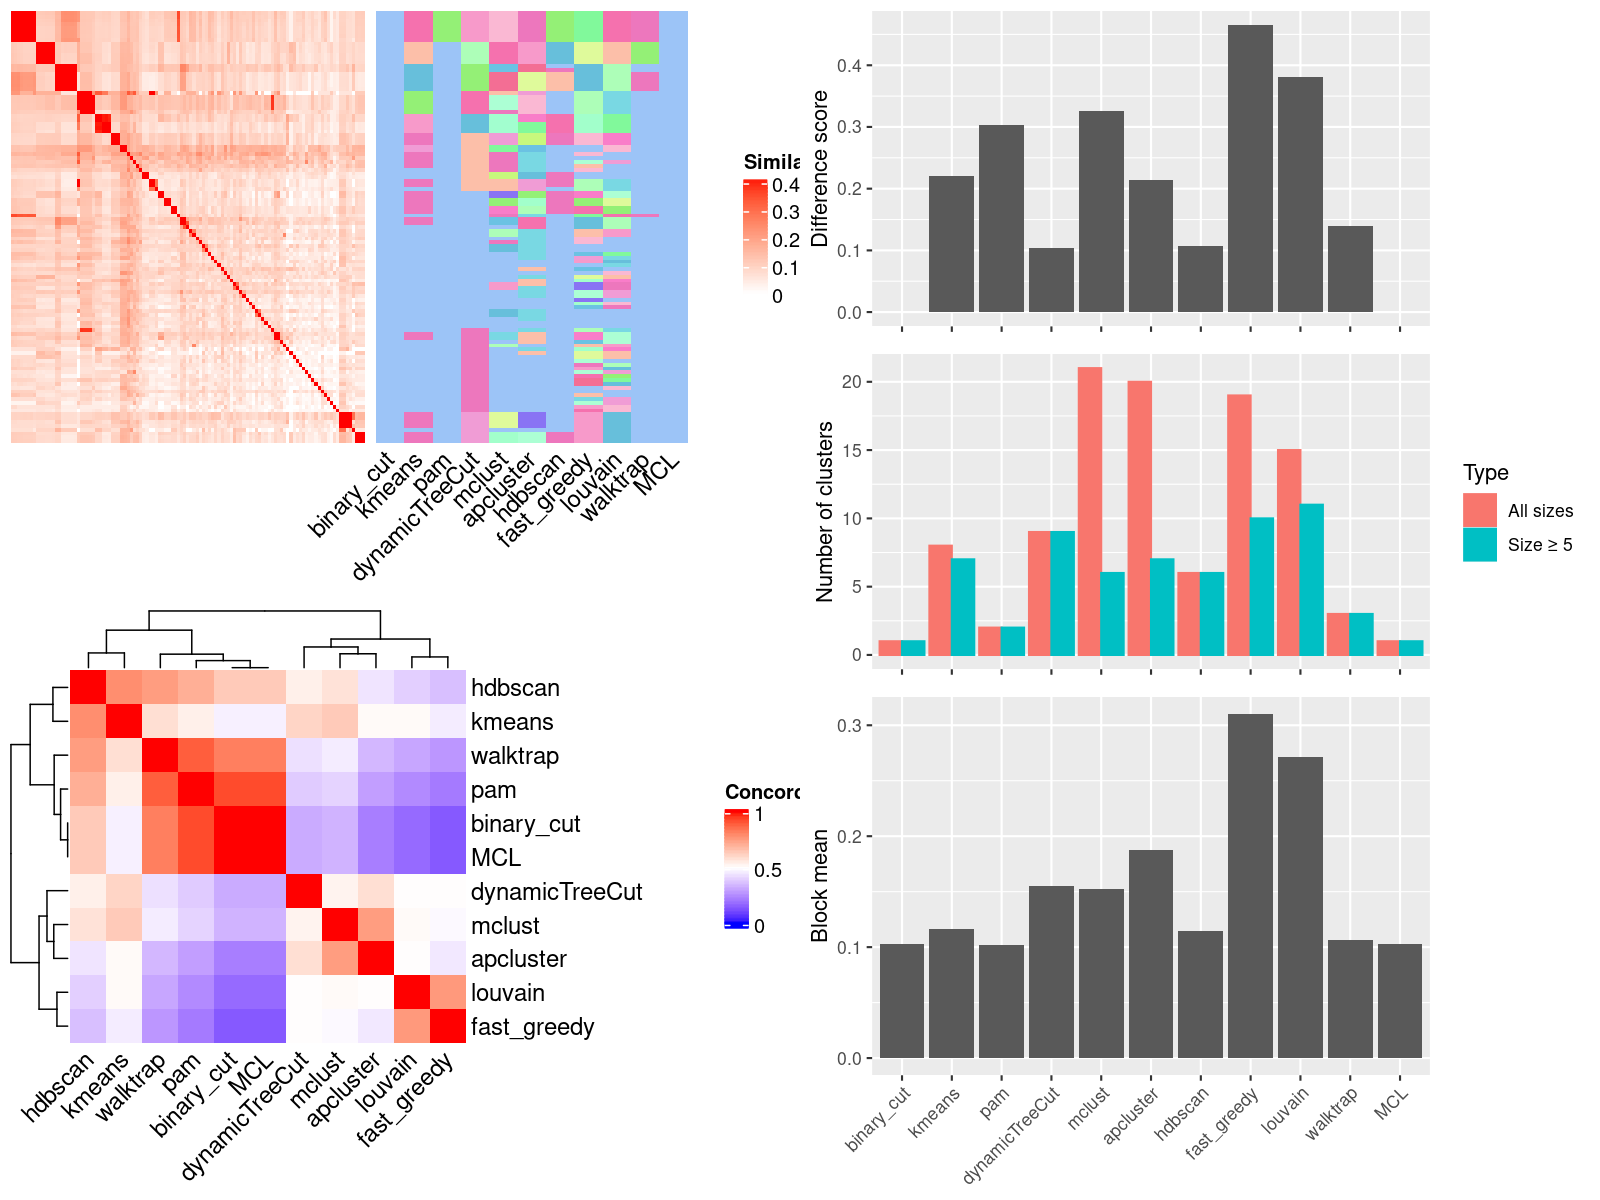 Simila
0.4
0.3
0.2
0.1
0
binary_cut
kmeans
pam
dynamicTreeCut
mclust
apcluster
hdbscan
fast_greedy
louvain
walktrap
MCL
Difference score
0.4
0.3
0.2
0.1
0.0
Number of clusters
20
15
10
5
0
Type
All sizes
Size ≥ 5
hdbscan
kmeans
walktrap
pam
binary_cut
MCL
dynamicTreeCut
mclust
apcluster
louvain
fast_greedy
hdbscan
kmeans
walktrap
pam
binary_cut
MCL
dynamicTreeCut
mclust
apcluster
louvain
fast_greedy
Concord
1
0.5
0
Block mean
0.3
0.2
0.1
0.0
binary_cut
kmeans
pam
dynamicTreeCut
mclust
apcluster
hdbscan
fast_greedy
louvain
walktrap
MCL